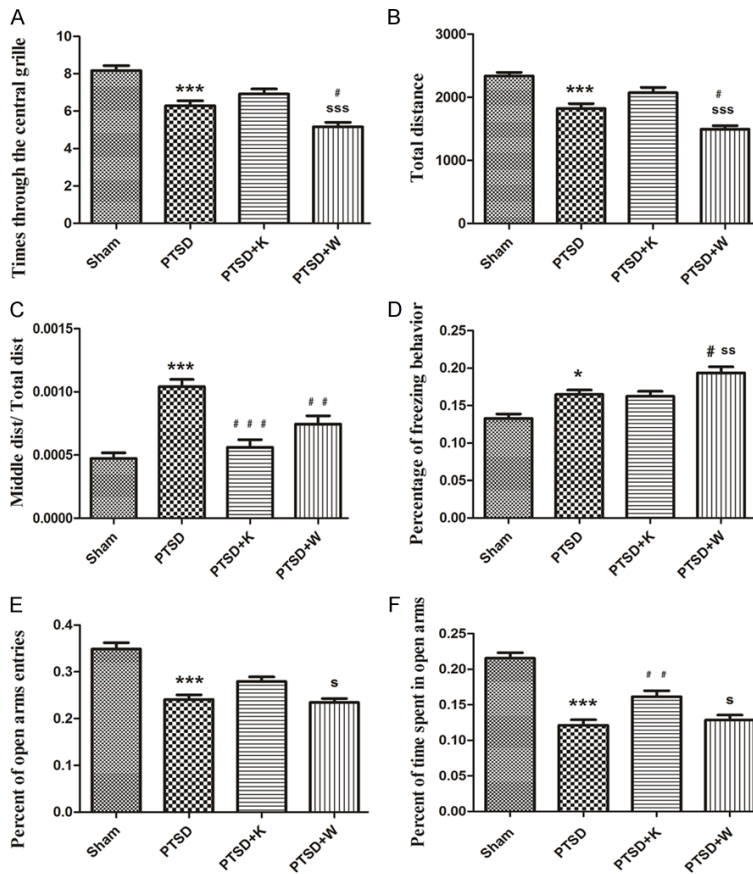 A
Times through the central grille
10
8
6
4
2
0
***
#
sss
Sham
PTSD
PTSD+K
PTSD+W
B
Total distance
3000
2000
1000
0
***
#
sss
Sham
PTSD
PTSD+K
PTSD+W
C
Middle dist/ Total dist
0.0015
0.0010
0.0005
0.0000
***
# # #
# #
Sham
PTSD
PTSD+K
PTSD+W
D
Percentage of freezing behavior
0.25
0.20
0.15
0.10
0.05
0.00
*
# ss
Sham
PTSD
PTSD+K
PTSD+W
E
Percent of open arms entries
0.4
0.3
0.2
0.1
0.0
***
s
Sham
PTSD
PTSD+K
PTSD+W
F
Percent of time spent in open arms
0.25
0.20
0.15
0.10
0.05
0.00
***
# #
s
Sham
PTSD
PTSD+K
PTSD+W